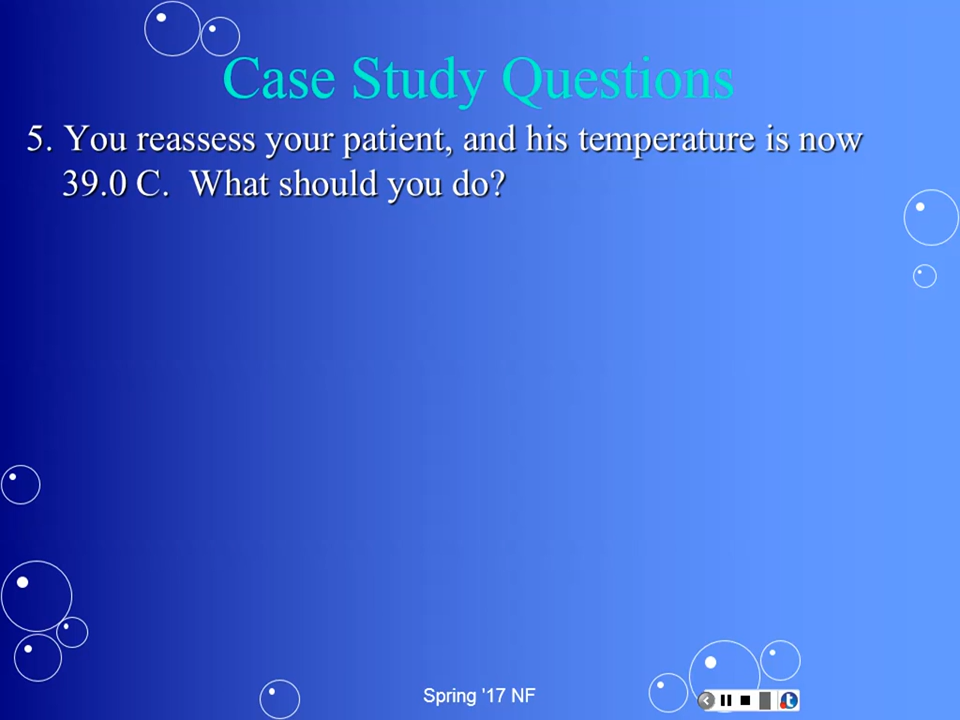 Case Study Questions
5. You reassess your patient, and his temperature is now
39.0 C. What should you do?
Spring '17 NF